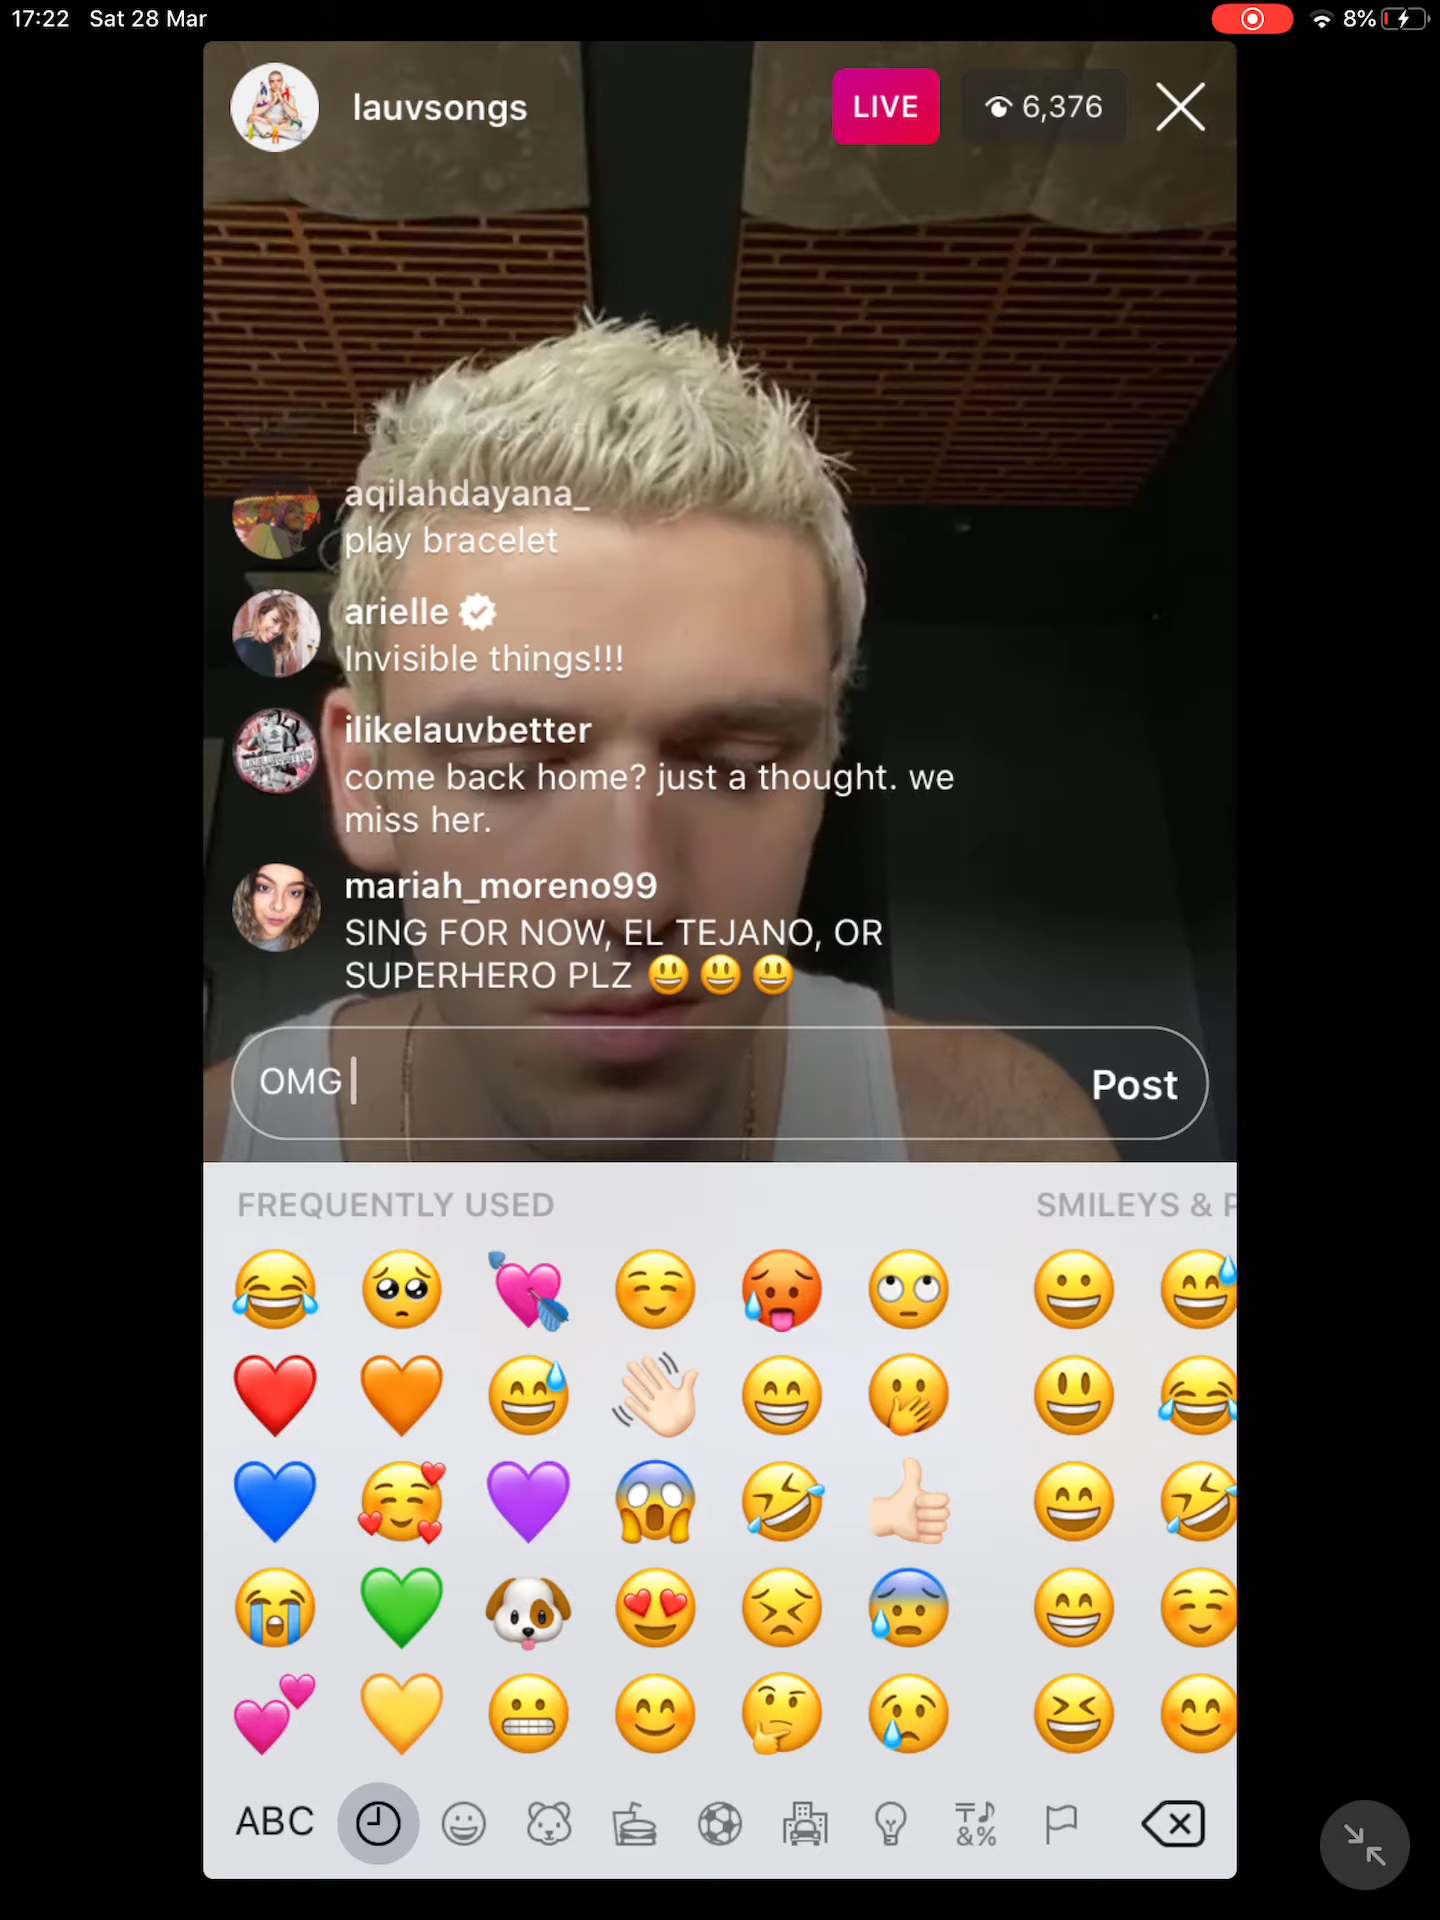 17:22 Sat 28 Mar
8%
lauvsongs
LIVE
6,376
Tattoo together
aqilahdayana_
play bracelet
arielle
Invisible things!!!
ilikelauvbetter
come back home? just a thought. we
miss her.
mariah_moreno99
SING FOR NOW, EL TEJANO, OR
SUPERHERO PLZ 😃 😃 😃
OMG
Post
FREQUENTLY USED
SMILEYS & P
ABC
&%